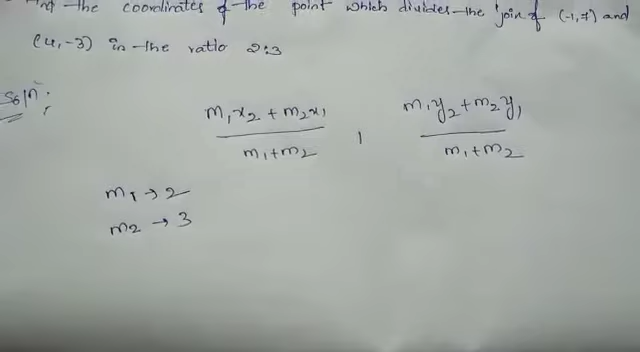 the coordinates of the point which divides the join of (-1,7) and
(4,-3) in the ratio 2:3
Soln:
m₁x₂ + m₂x₁ / m₁+m₂ , m₁y₂+m₂y₁ / m₁+m₂
m₁ → 2
m₂ → 3